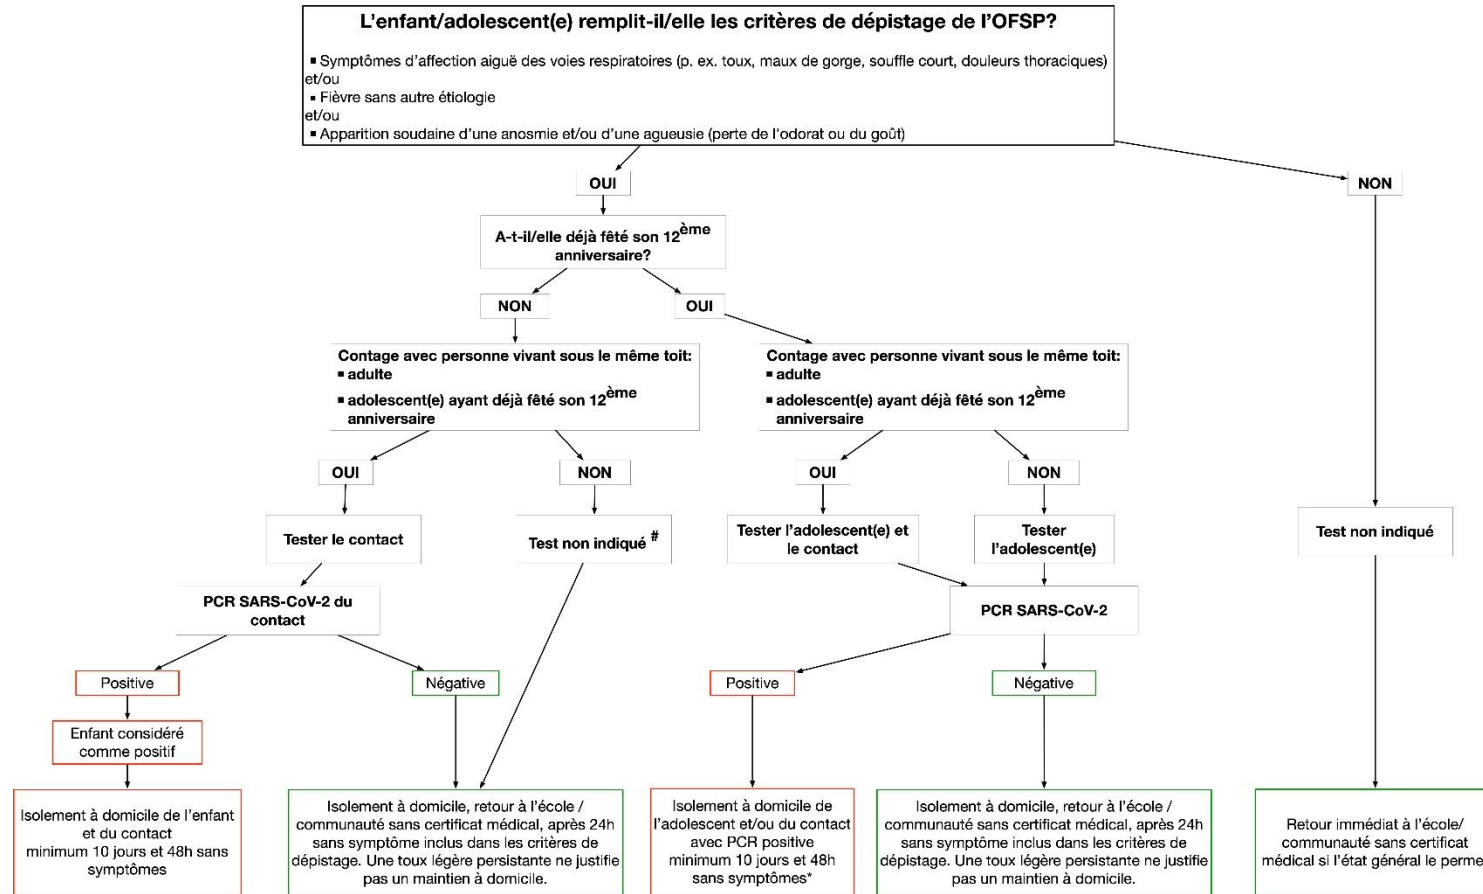 L'enfant/adolescent(e) remplit-il/elle les critères de dépistage de l'OFSP?
▪ Symptômes d'affection aiguë des voies respiratoires (p. ex. toux, maux de gorge, souffle court, douleurs thoraciques)
et/ou
▪ Fièvre sans autre étiologie
et/ou
▪ Apparition soudaine d'une anosmie et/ou d'une agueusie (perte de l'odorat ou du goût)
OUI
NON
A-t-il/elle déjà fêté son 12ème
anniversaire?
NON
OUI
Contage avec personne vivant sous le même toit:
▪ adulte
▪ adolescent(e) ayant déjà fêté son 12ème
anniversaire
Contage avec personne vivant sous le même toit:
▪ adulte
▪ adolescent(e) ayant déjà fêté son 12ème
anniversaire
OUI
NON
OUI
NON
Tester le contact
Test non indiqué #
Tester l'adolescent(e) et
le contact
Tester
l'adolescent(e)
Test non indiqué
PCR SARS-CoV-2 du
contact
PCR SARS-CoV-2
Positive
Négative
Positive
Négative
Enfant considéré
comme positif
Isolement à domicile de l'enfant
et du contact
minimum 10 jours et 48h sans
symptômes
Isolement à domicile, retour à l'école /
communauté sans certificat médical, après 24h
sans symptôme inclus dans les critères de
dépistage. Une toux légère persistante ne justifie
pas un maintien à domicile.
Isolement à domicile de
l'adolescent et/ou du contact
avec PCR positive
minimum 10 jours et 48h
sans symptômes*
Isolement à domicile, retour à l'école /
communauté sans certificat médical, après 24h
sans symptôme inclus dans les critères de
dépistage. Une toux légère persistante ne justifie
pas un maintien à domicile.
Retour immédiat à l'école/
communauté sans certificat
médical si l'état général le perme